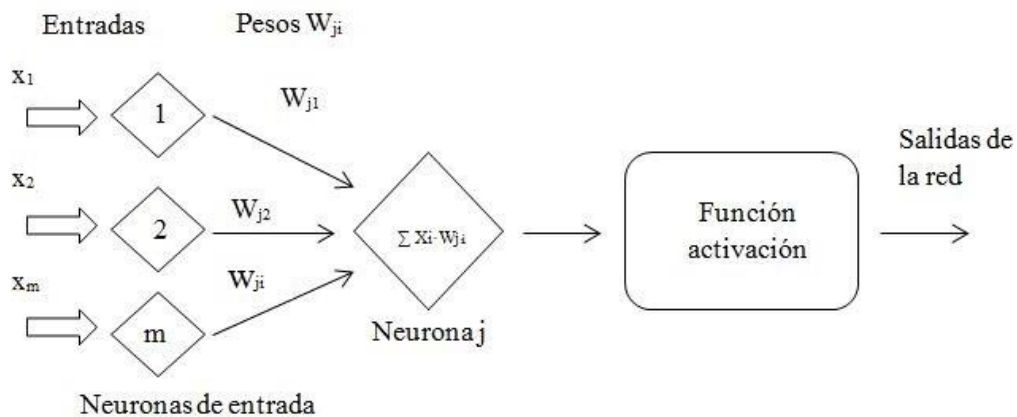 Entradas
Pesos Wji
x1
1
Wj1
x2
2
Wj2
xm
m
Wji
∑ Xi·Wji
Neurona j
Función
activación
Salidas de
la red
Neuronas de entrada